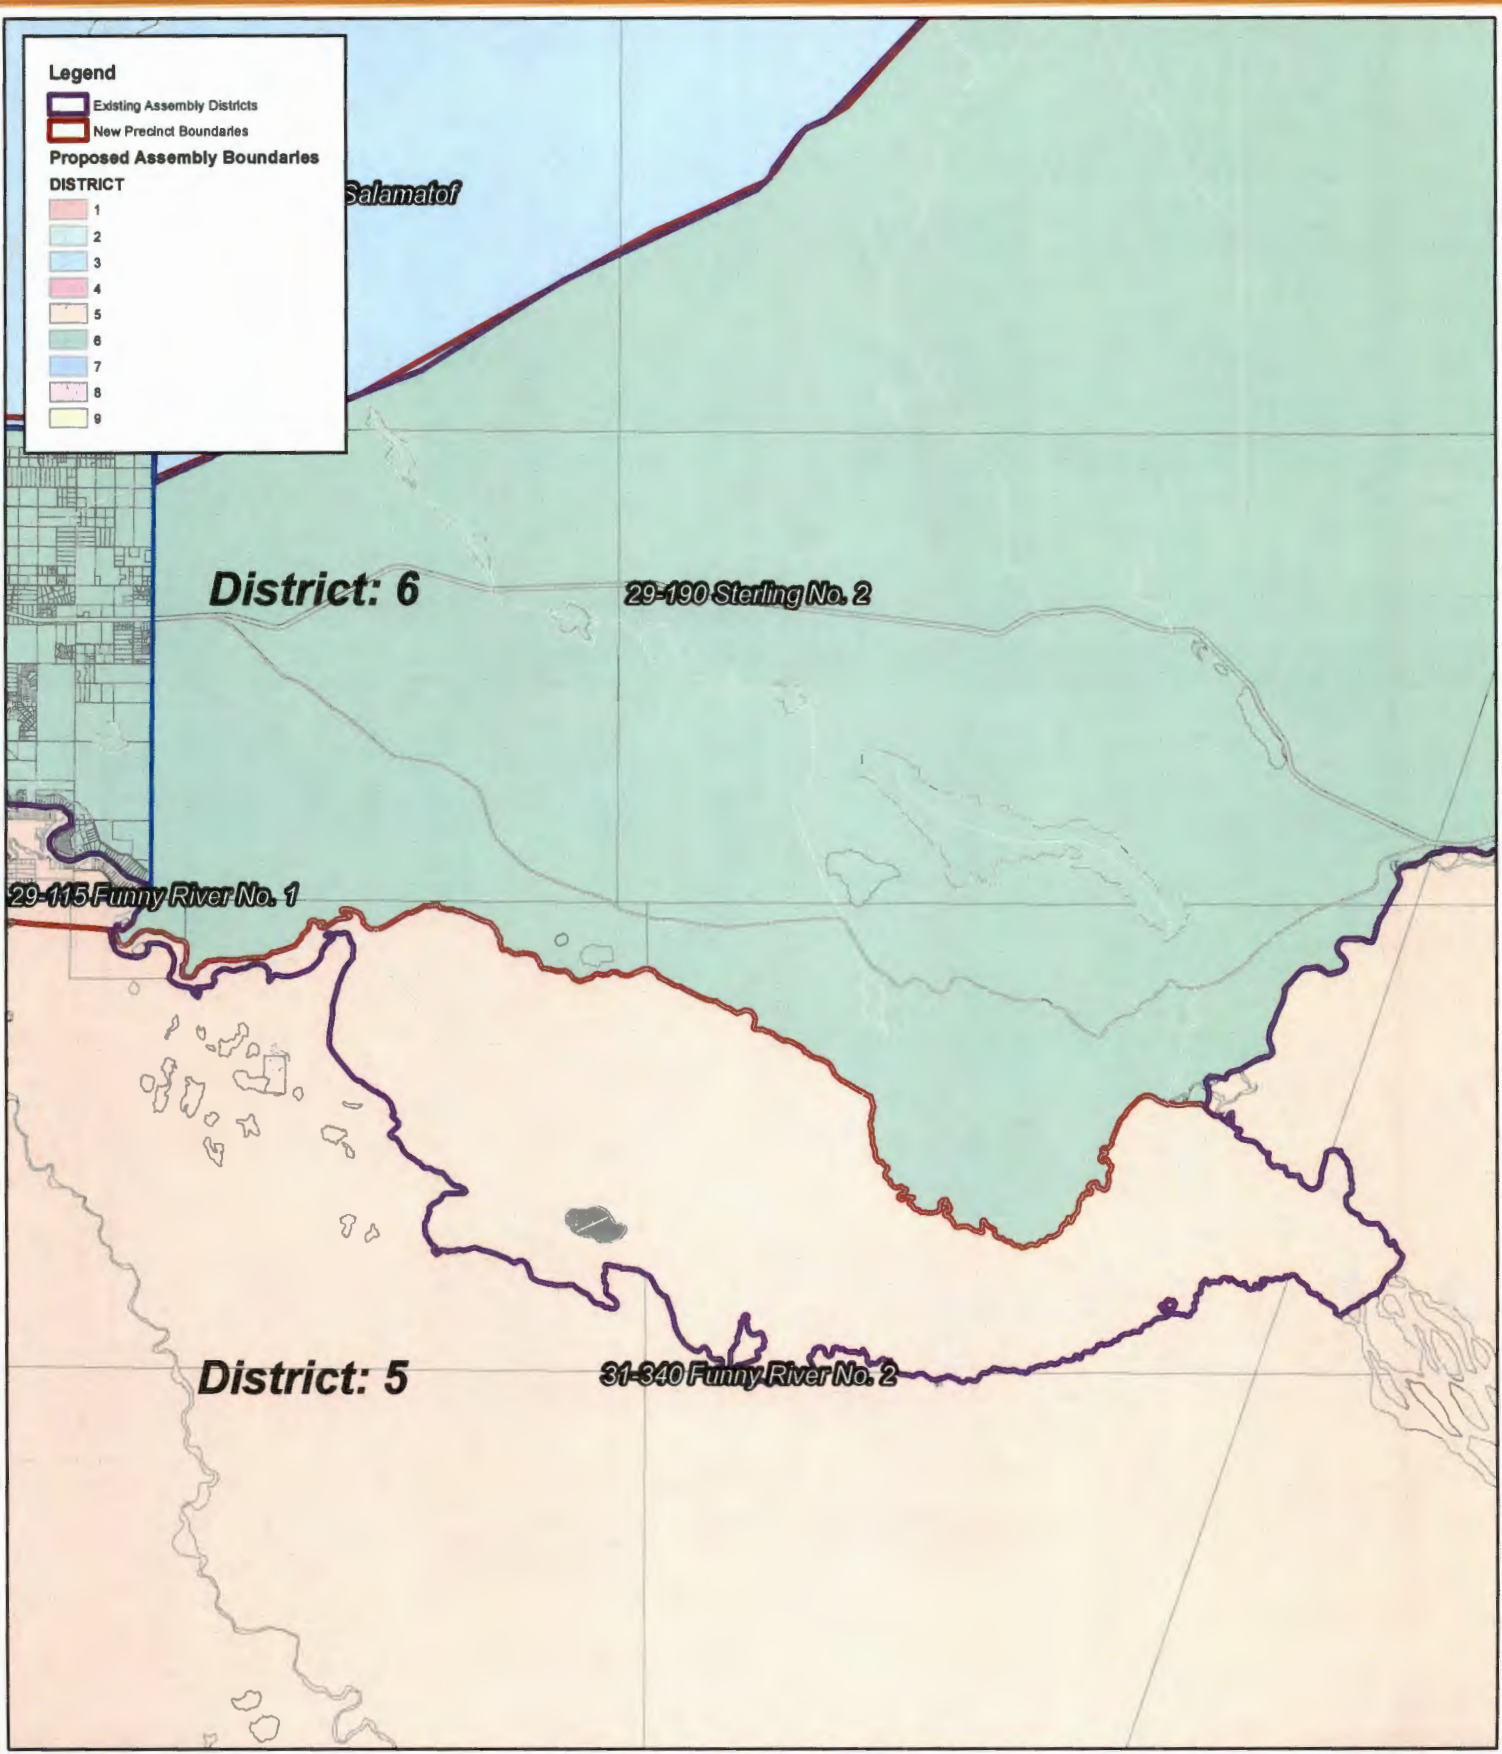 Legend
Existing Assembly Districts
New Precinct Boundaries
Proposed Assembly Boundaries
DISTRICT
1
2
3
4
5
6
7
8
9
Salamatof
District: 6
29-190 Sterling No. 2
29-115 Funny River No. 1
District: 5
31-340 Funny River No. 2